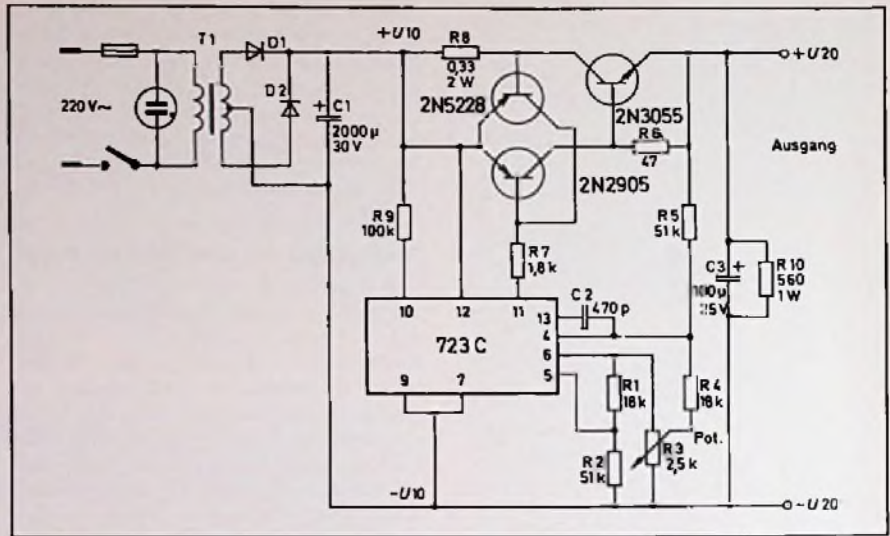 T1
D1
+U10
R8
0,33
2 W
+U20
220V~
D2
+ C1
2000µ
30V
2N5228
2N3055
R6
47
Ausgang
2N2905
R9
100k
R7
1,8k
R5
51k
C3 +
100µ
R10
560
1W
C2
470p
10
12
11
13
4
6
5
723 C
9
7
R1
18k
R4
18k
Pot.
R2
51k
R3
2,5k
-U10
-U20